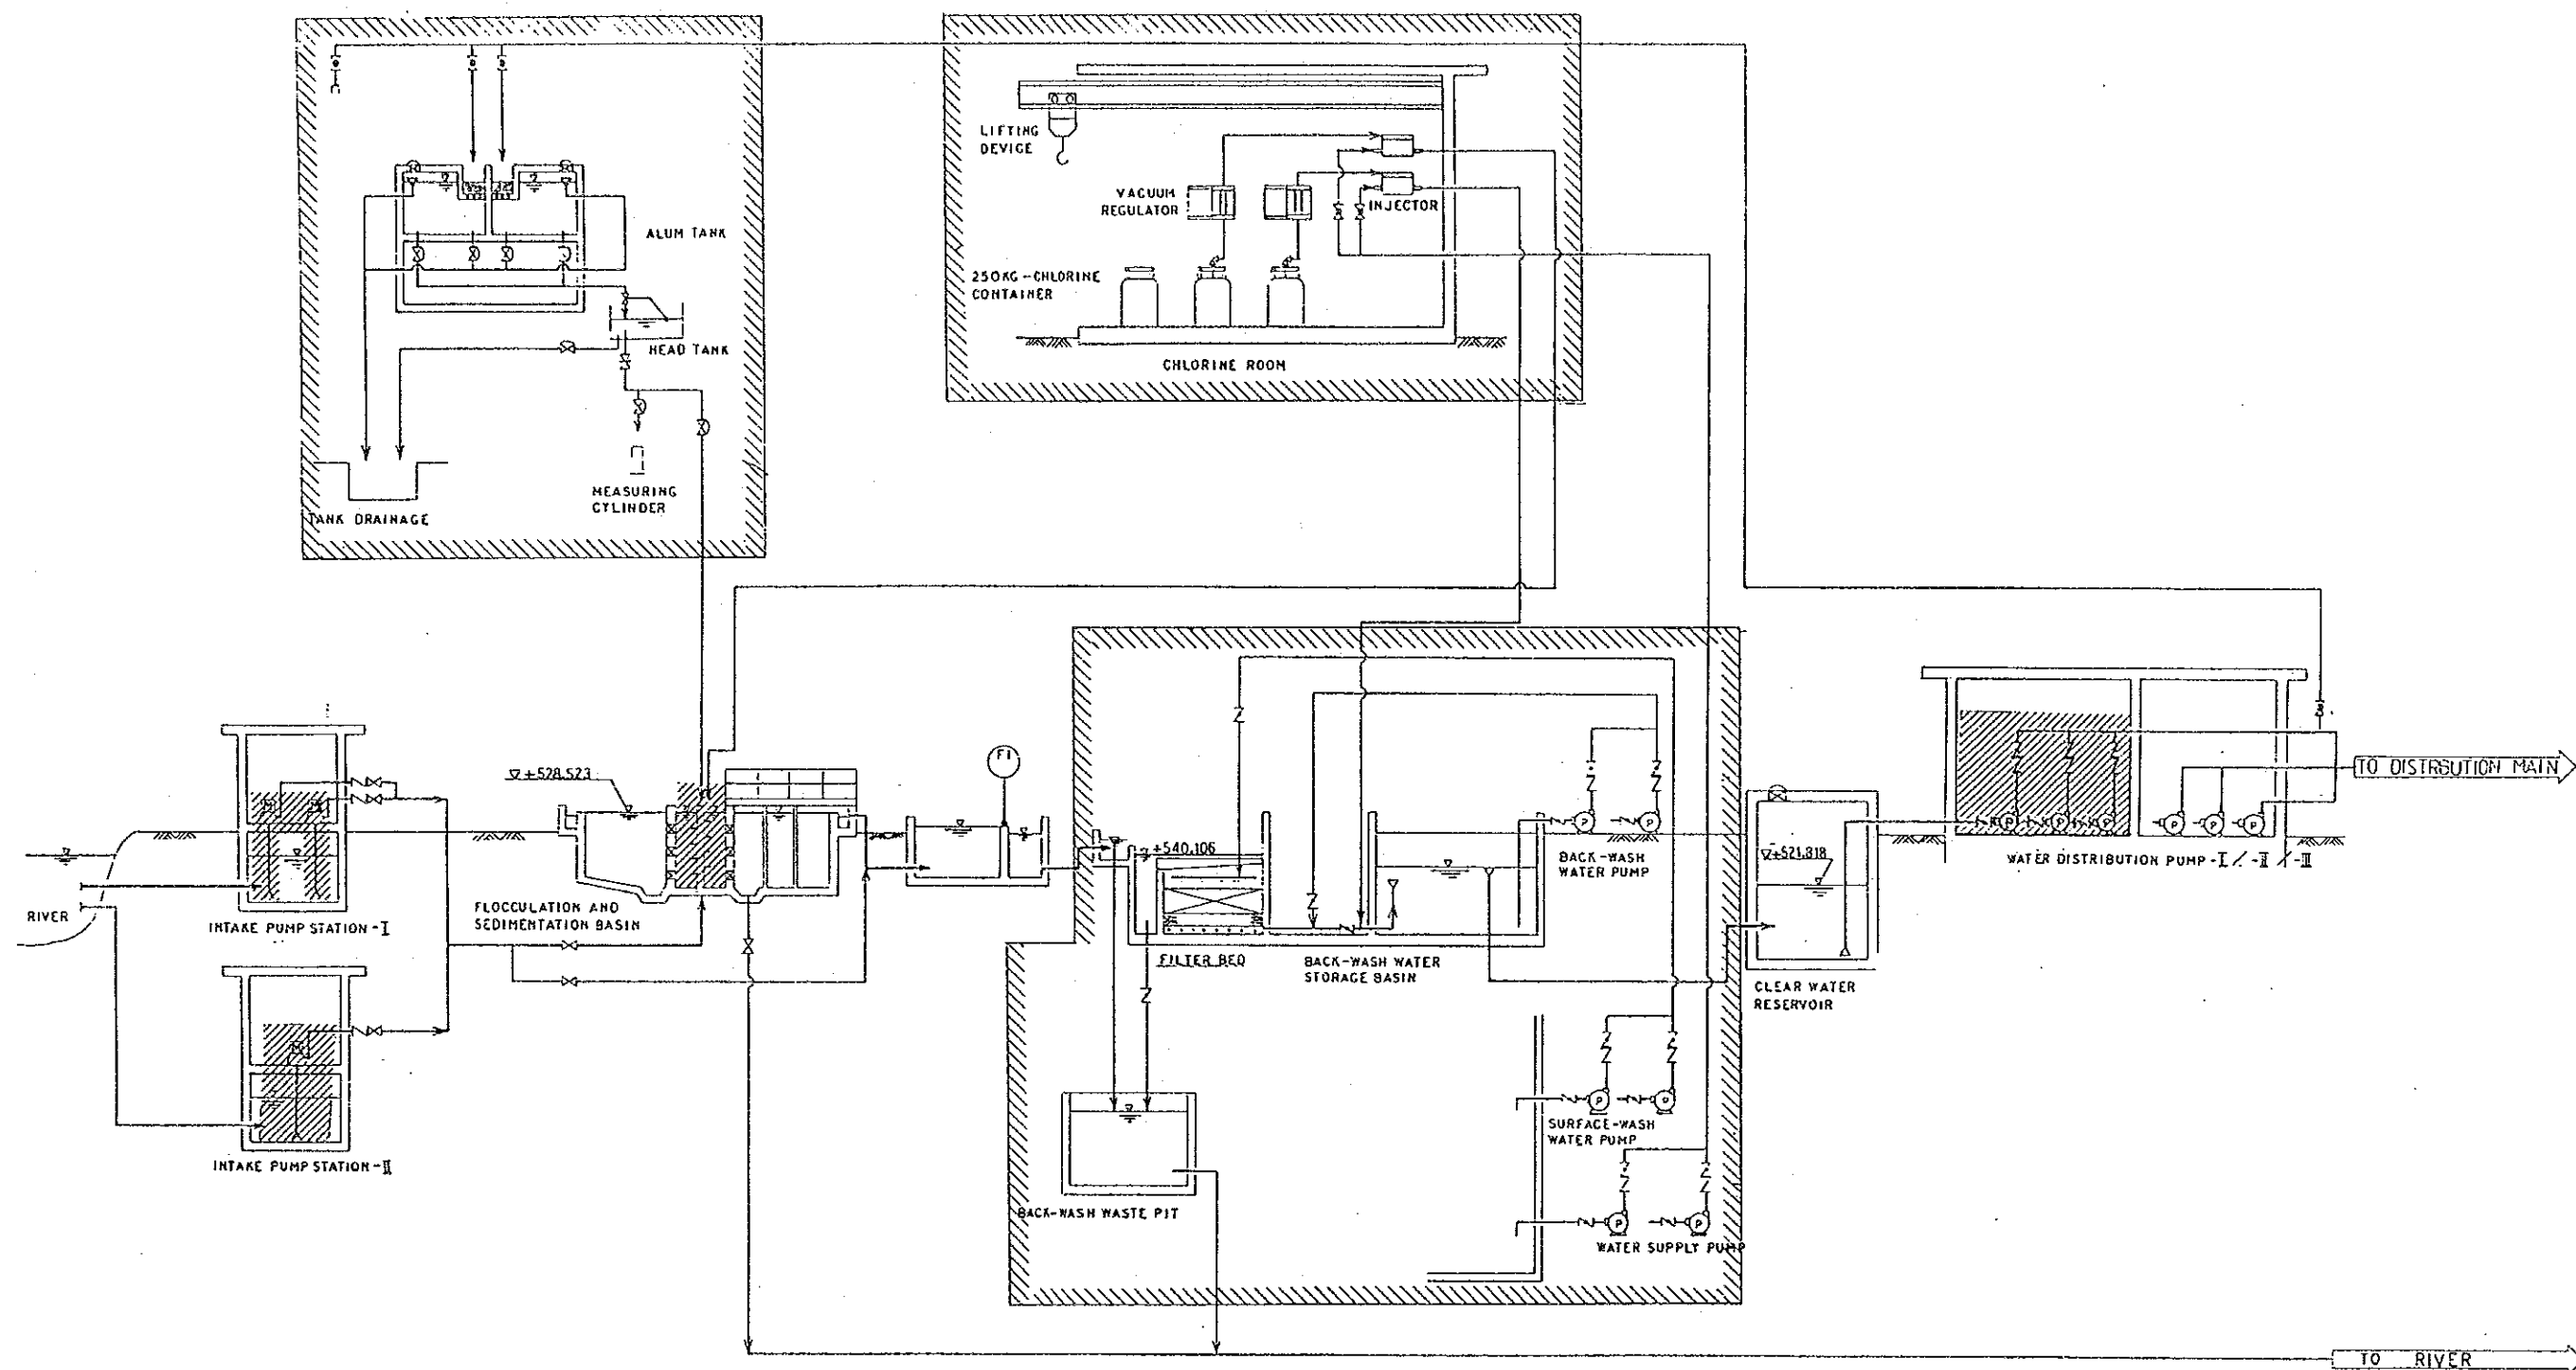 LIFTING
DEVICE
VACUUM
REGULATOR
INJECTOR
250KG-CHLORINE
CONTAINER
CHLORINE ROOM
ALUM TANK
HEAD TANK
MEASURING
CYLINDER
TANK DRAINAGE
FI
▽+528.523
RIVER
INTAKE PUMP STATION-I
FLOCCULATION AND
SEDIMENTATION BASIN
INTAKE PUMP STATION-II
+540.106
FILTER BED
BACK-WASH WATER
STORAGE BASIN
P
P
BACK-WASH
WATER PUMP
▽+521.318
CLEAR WATER
RESERVOIR
P
P
P
P
P
P
WATER DISTRIBUTION PUMP-I/-II/-III
TO DISTRBUTION MAIN
P
P
SURFACE-WASH
WATER PUMP
P
P
WATER SUPPLY PUMP
BACK-WASH WASTE PIT
TO RIVER